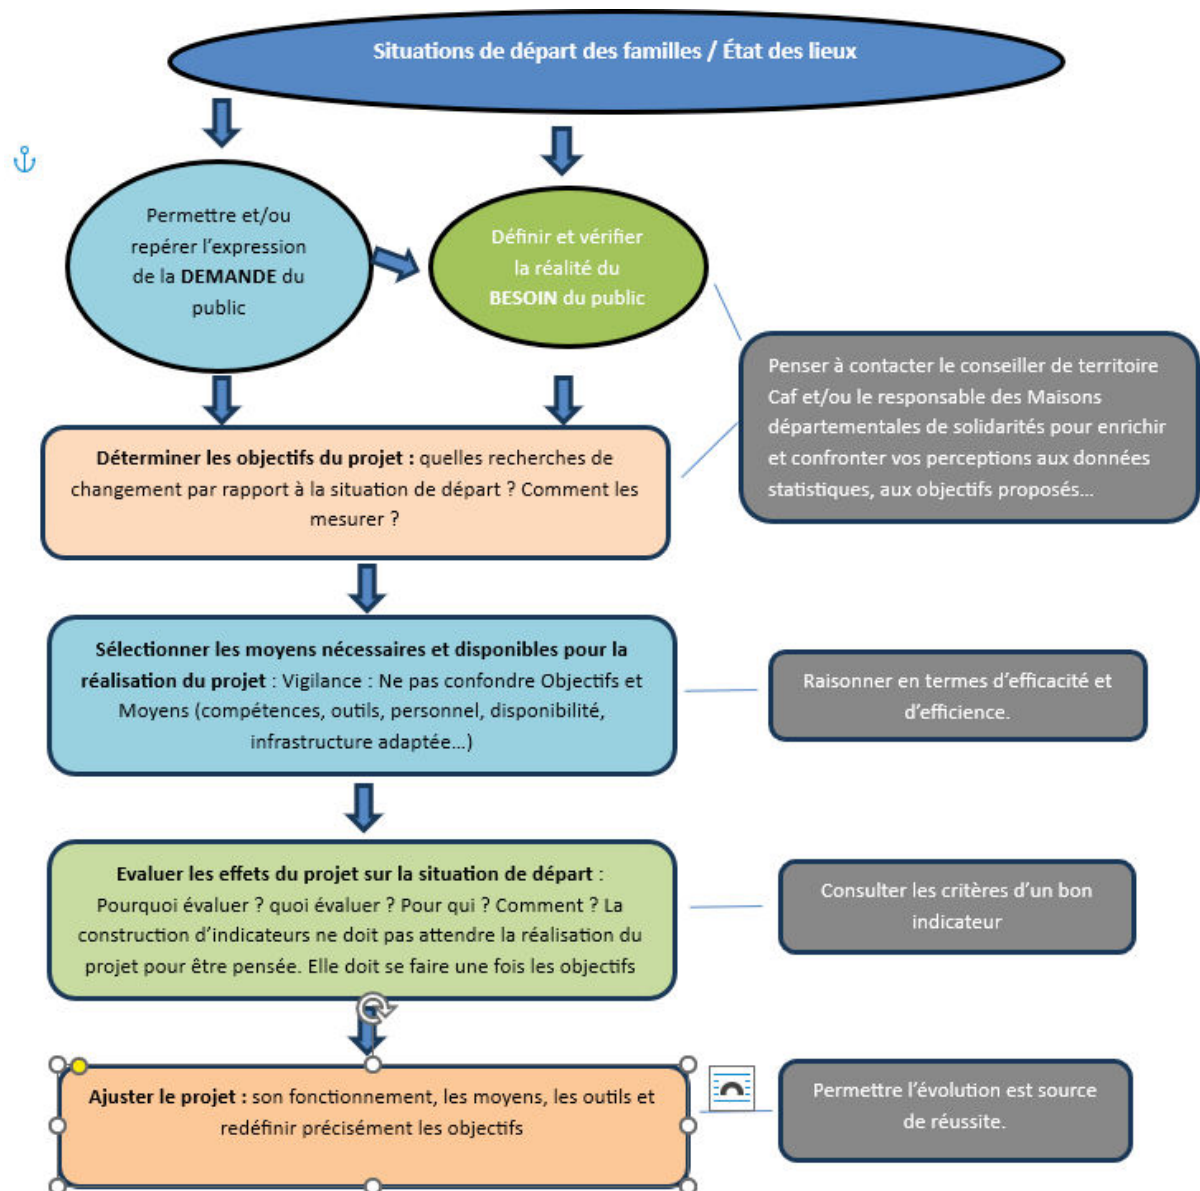 Situations de départ des familles / État des lieux
Permettre et/ou
repérer l’expression
de la DEMANDE du
public
Définir et vérifier
la réalité du
BESOIN du public
Penser à contacter le conseiller de territoire
Caf et/ou le responsable des Maisons
départementales de solidarités pour enrichir
et confronter vos perceptions aux données
statistiques, aux objectifs proposés...
Déterminer les objectifs du projet : quelles recherches de
changement par rapport à la situation de départ ? Comment les
mesurer ?
Sélectionner les moyens nécessaires et disponibles pour la
réalisation du projet : Vigilance : Ne pas confondre Objectifs et
Moyens (compétences, outils, personnel, disponibilité,
infrastructure adaptée...)
Raisonner en termes d’efficacité et
d’efficience.
Evaluer les effets du projet sur la situation de départ :
Pourquoi évaluer ? quoi évaluer ? Pour qui ? Comment ? La
construction d’indicateurs ne doit pas attendre la réalisation du
projet pour être pensée. Elle doit se faire une fois les objectifs
Consulter les critères d’un bon
indicateur
Ajuster le projet : son fonctionnement, les moyens, les outils et
redéfinir précisément les objectifs
Permettre l’évolution est source
de réussite.